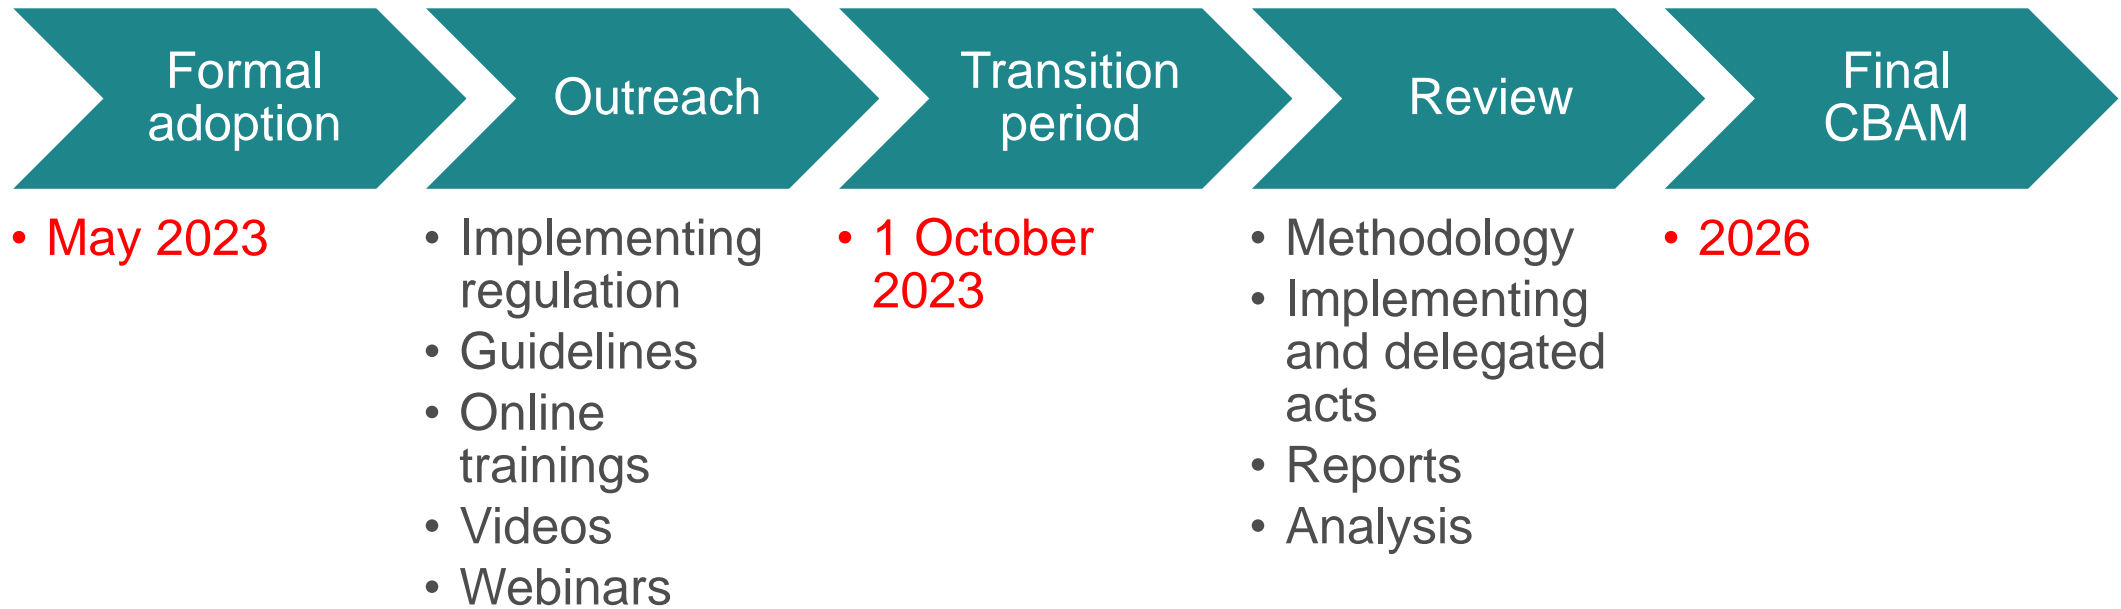 Formal
adoption
• May 2023
Outreach
• Implementing
regulation
• Guidelines
• Online
trainings
• Videos
• Webinars
Transition
period
• 1 October
2023
Review
• Methodology
• Implementing
and delegated
acts
• Reports
• Analysis
Final
CBAM
• 2026